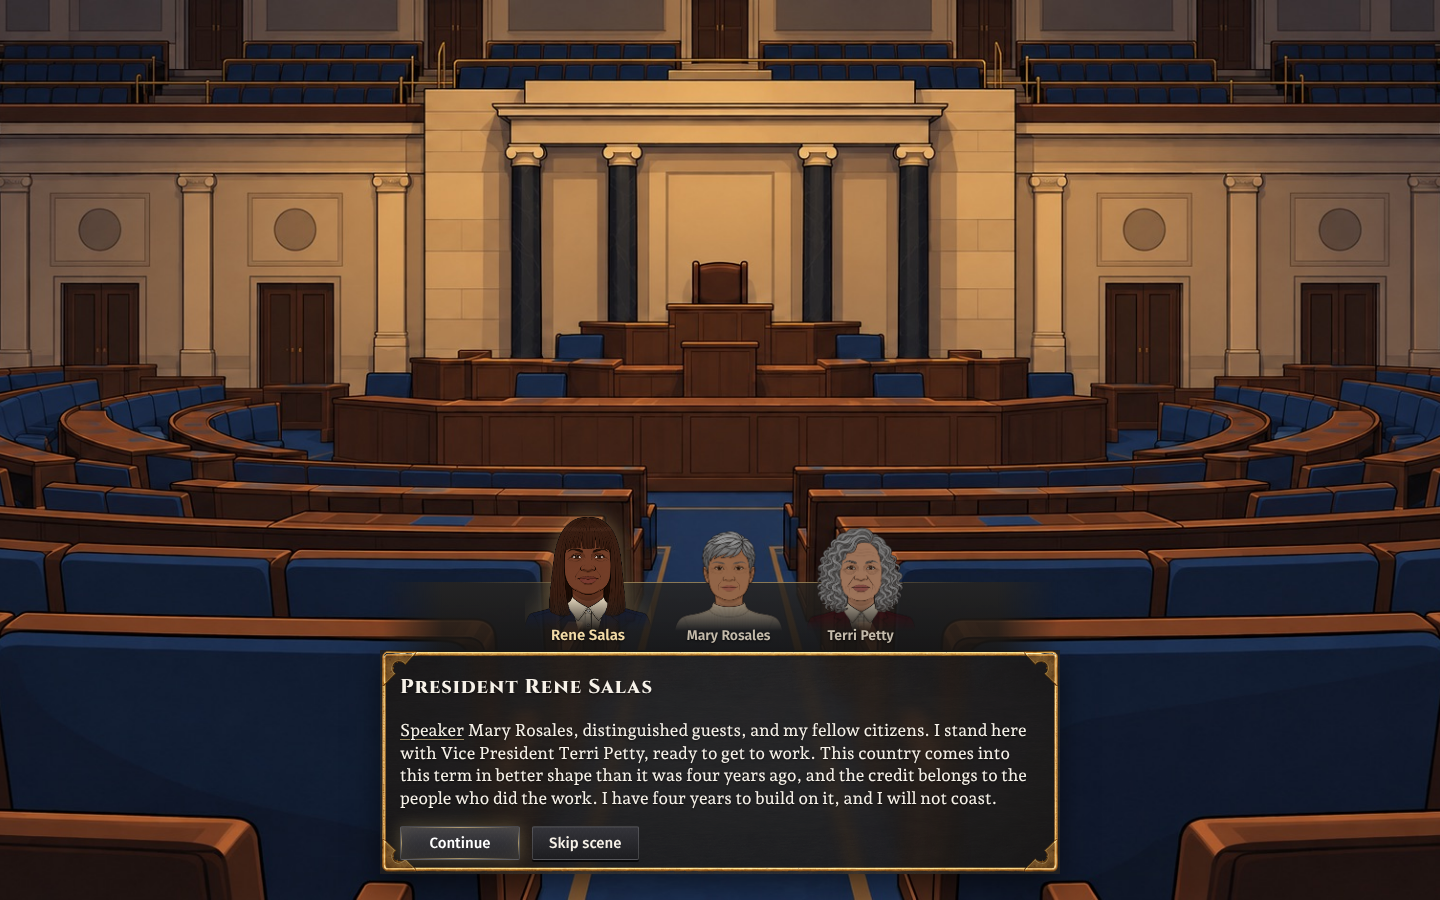 Rene Salas
Mary Rosales
Terri Petty
President Rene Salas
Speaker Mary Rosales, distinguished guests, and my fellow citizens. I stand here
with Vice President Terri Petty, ready to get to work. This country comes into
this term in better shape than it was four years ago, and the credit belongs to the
people who did the work. I have four years to build on it, and I will not coast.
Continue
Skip scene